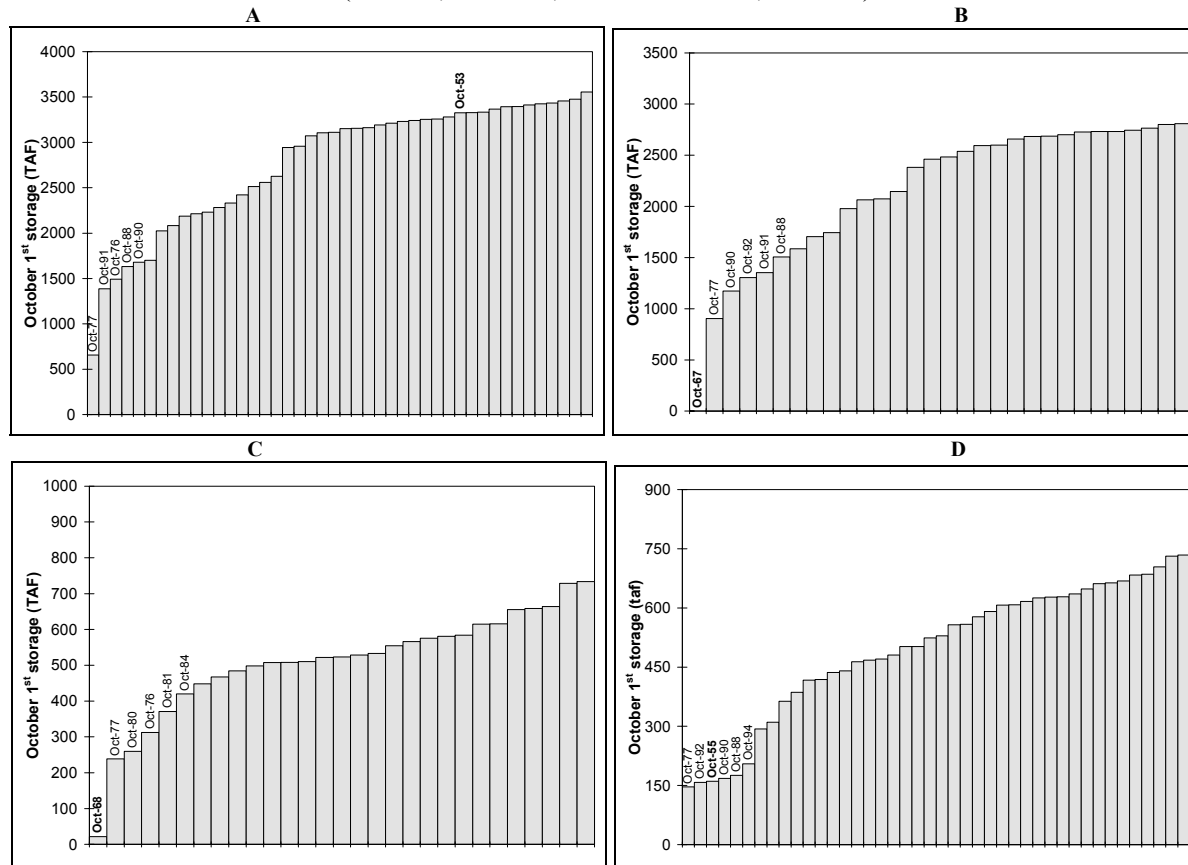 A
October 1st storage (TAF)
4000
3500
3000
2500
2000
1500
1000
500
0
Oct-77
Oct-91
Oct-76
Oct-88
Oct-90
Oct-53
B
October 1st storage (TAF)
3500
3000
2500
2000
1500
1000
500
0
Oct-67
Oct-77
Oct-90
Oct-92
Oct-91
Oct-88
C
October 1st storage (TAF)
1000
900
800
700
600
500
400
300
200
100
0
Oct-68
Oct-77
Oct-80
Oct-76
Oct-81
Oct-84
D
October 1st storage (taf)
900
750
600
450
300
150
0
Oct-77
Oct-92
Oct-55
Oct-90
Oct-88
Oct-94